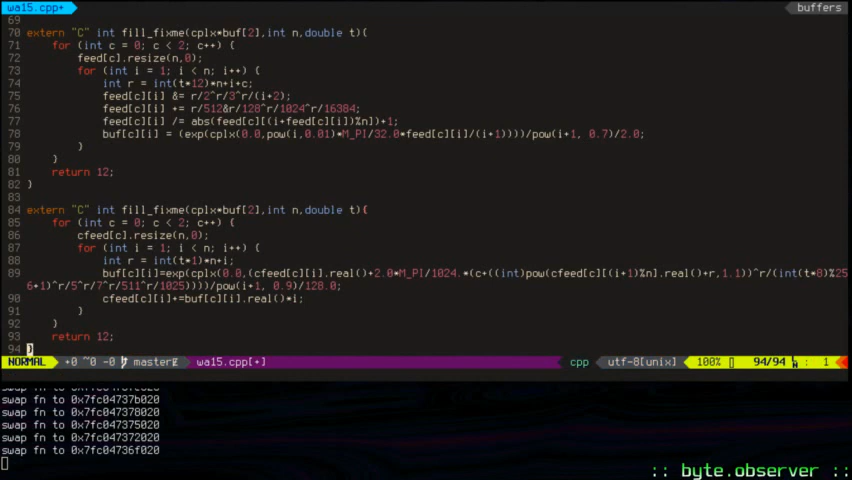 wa15.cpp+
buffers
69
70 extern "C" int fill_fixme(cplx*buf[2],int n,double t){
71     for (int c = 0; c < 2; c++) {
72         feed[c].resize(n,0);
73         for (int i = 1; i < n; i++) {
74             int r = int(t*12)*n+i+c;
75             feed[c][i] &= r/2^r/3^r/(i+2);
76             feed[c][i] += r/512&r/128^r/1024^r/16384;
77             feed[c][i] /= abs(feed[c][(i+feed[c][i])%n])+1;
78             buf[c][i] = (exp(cplx(0.0,pow(i,0.01)*M_PI/32.0*feed[c][i]/(i+1))))/pow(i+1, 0.7)/2.0;
79         }
80     }
81     return 12;
82 }
83
84 extern "C" int fill_fixme(cplx*buf[2],int n,double t){
85     for (int c = 0; c < 2; c++) {
86         cfeed[c].resize(n,0);
87         for (int i = 1; i < n; i++) {
88             int r = int(t*1)*n+i;
89             buf[c][i]=exp(cplx(0.0,(cfeed[c][i].real()+2.0*M_PI/1024.*(c+((int)pow(cfeed[c][(i+1)%n].real()+r,1.1))^r/(int(t*8)%25
6+1)^r/5^r/7^r/511^r/1025))))/pow(i+1, 0.9)/128.0;
90             cfeed[c][i]+=buf[c][i].real()*i;
91         }
92     }
93     return 12;
94 }
NORMAL +0 ~0 -0 master wa15.cpp[+] cpp utf-8[unix] 100% 94/94 : 1
swap fn to 0x7fc04737b020
swap fn to 0x7fc047378020
swap fn to 0x7fc047375020
swap fn to 0x7fc047372020
swap fn to 0x7fc04736f020
:: byte.observer ::